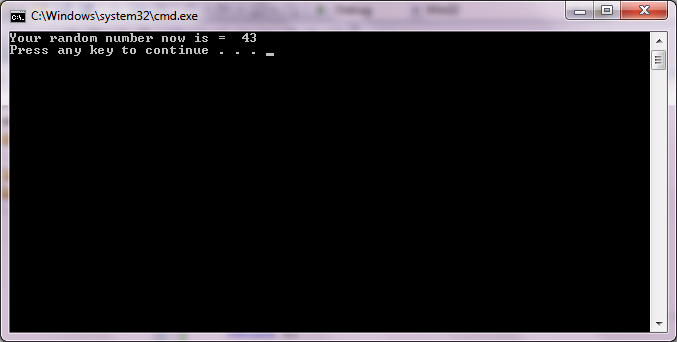 C:\Windows\system32\cmd.exe
Your random number now is =  43
Press any key to continue . . . _